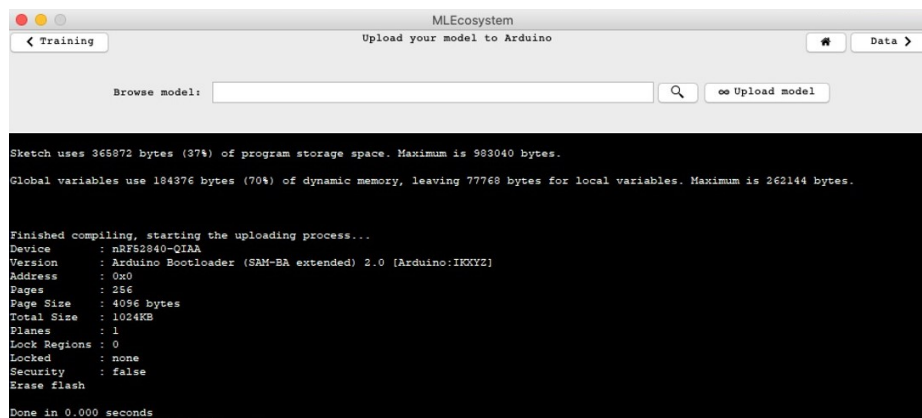 MLEcosystem
Training
Upload your model to Arduino
Data
Browse model:
Upload model
Sketch uses 365872 bytes (37%) of program storage space. Maximum is 983040 bytes.
Global variables use 184376 bytes (70%) of dynamic memory, leaving 77768 bytes for local variables. Maximum is 262144 bytes.
Finished compiling, starting the uploading process...
Device : nRF52840-QIAA
Version : Arduino Bootloader (SAM-BA extended) 2.0 [Arduino:IKXYZ]
Address : 0x0
Pages : 256
Page Size : 4096 bytes
Total Size : 1024KB
Planes : 1
Lock Regions : 0
Locked : none
Security : false
Erase flash
Done in 0.000 seconds